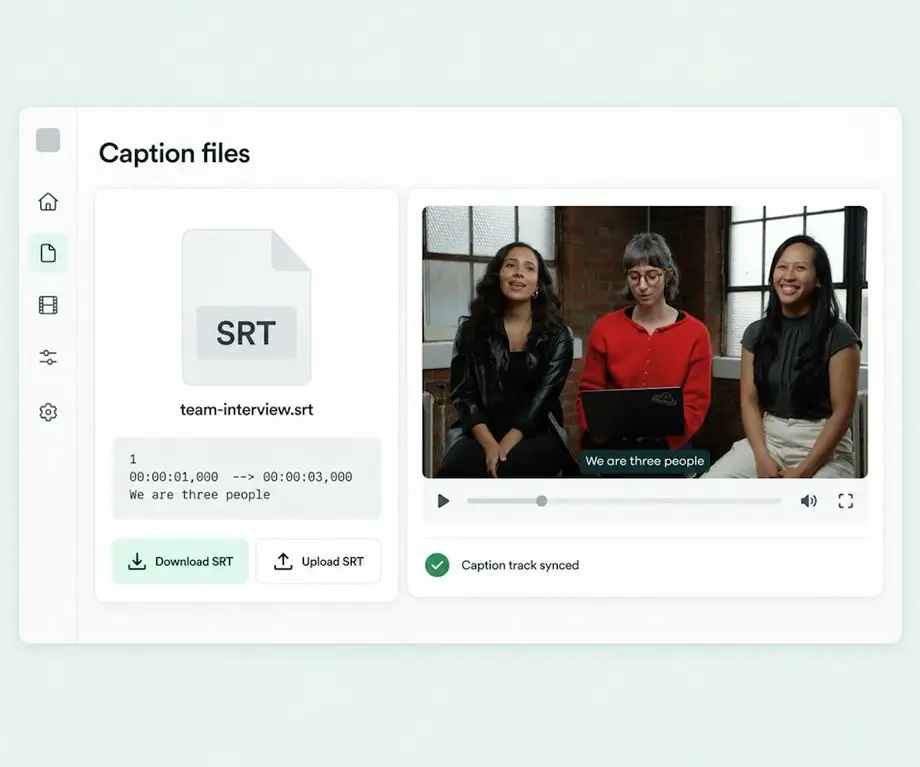 Caption files
SRT
team-interview.srt
1
00:00:01,000 --> 00:00:03,000
We are three people
Download SRT
Upload SRT
We are three people
Caption track synced